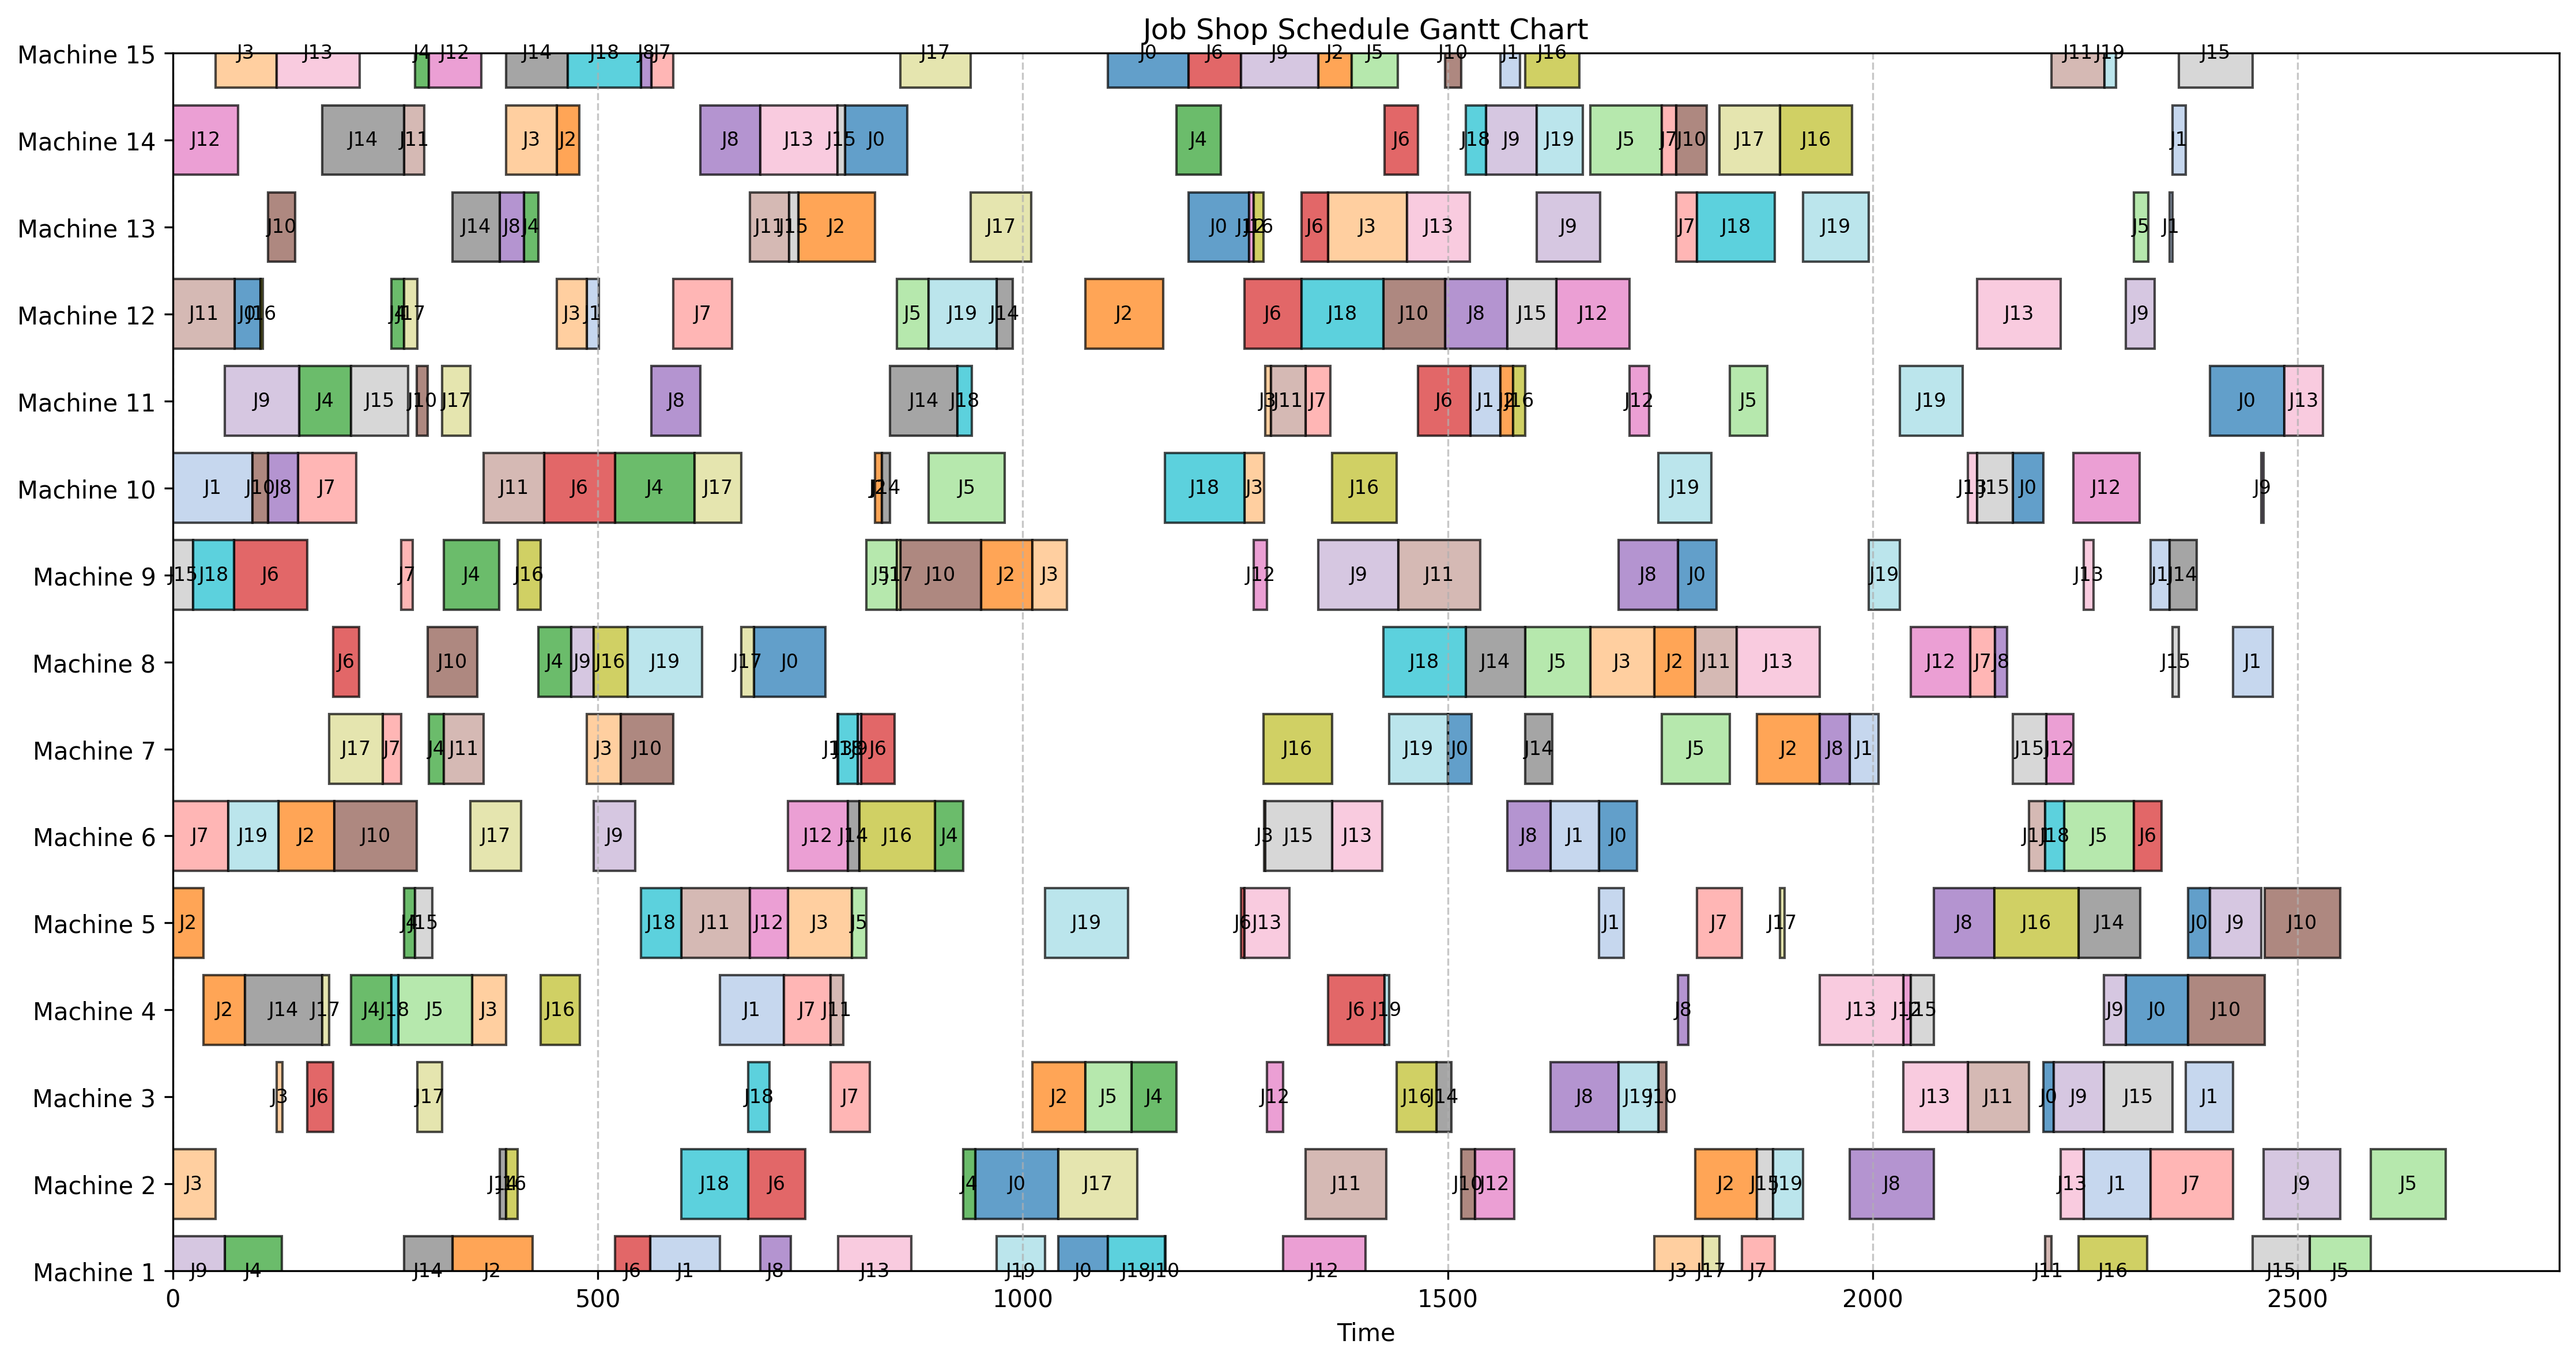 Job Shop Schedule Gantt Chart
Machine 15 J3 J13 J4 J12 J14 J18 J8 J7 J17 J0 J6 J9 J2 J5 J10 J1 J16 J11 J19 J15
Machine 14 J12 J14 J11 J3 J2 J8 J13 J15 J0 J4 J6 J18 J9 J19 J5 J7 J10 J17 J16 J1
Machine 13 J10 J14 J8 J4 J11 J15 J2 J17 J0 J12 J16 J6 J3 J13 J9 J7 J18 J19 J5 J1
Machine 12 J11 J0 J16 J4 J17 J3 J1 J7 J5 J19 J14 J2 J6 J18 J10 J8 J15 J12 J13 J9
Machine 11 J9 J4 J15 J10 J17 J8 J14 J18 J3 J11 J7 J6 J1 J2 J16 J12 J5 J19 J0 J13
Machine 10 J1 J10 J8 J7 J11 J6 J4 J17 J2 J14 J5 J18 J3 J16 J19 J13 J15 J0 J12 J9
Machine 9 J15 J18 J6 J7 J4 J16 J5 J17 J10 J2 J3 J12 J9 J11 J8 J0 J19 J13 J1 J14
Machine 8 J6 J10 J4 J9 J16 J19 J17 J0 J18 J14 J5 J3 J2 J11 J13 J12 J7 J8 J15 J1
Machine 7 J17 J7 J4 J11 J3 J10 J13 J18 J9 J6 J16 J19 J0 J14 J5 J2 J8 J1 J15 J12
Machine 6 J7 J19 J2 J10 J17 J9 J12 J14 J16 J4 J3 J15 J13 J8 J1 J0 J11 J18 J5 J6
Machine 5 J2 J4 J15 J18 J11 J12 J3 J5 J19 J6 J13 J1 J7 J17 J8 J16 J14 J0 J9 J10
Machine 4 J2 J14 J17 J4 J18 J5 J3 J16 J1 J7 J11 J6 J19 J8 J13 J12 J15 J9 J0 J10
Machine 3 J3 J6 J17 J18 J7 J2 J5 J4 J12 J16 J14 J8 J19 J10 J13 J11 J0 J9 J15 J1
Machine 2 J3 J14 J16 J18 J6 J4 J0 J17 J11 J10 J12 J2 J15 J19 J8 J13 J1 J7 J9 J5
Machine 1 J9 J4 J14 J2 J6 J1 J8 J13 J19 J0 J18 J10 J12 J3 J17 J7 J11 J16 J15 J5
0 500 1000 1500 2000 2500
Time